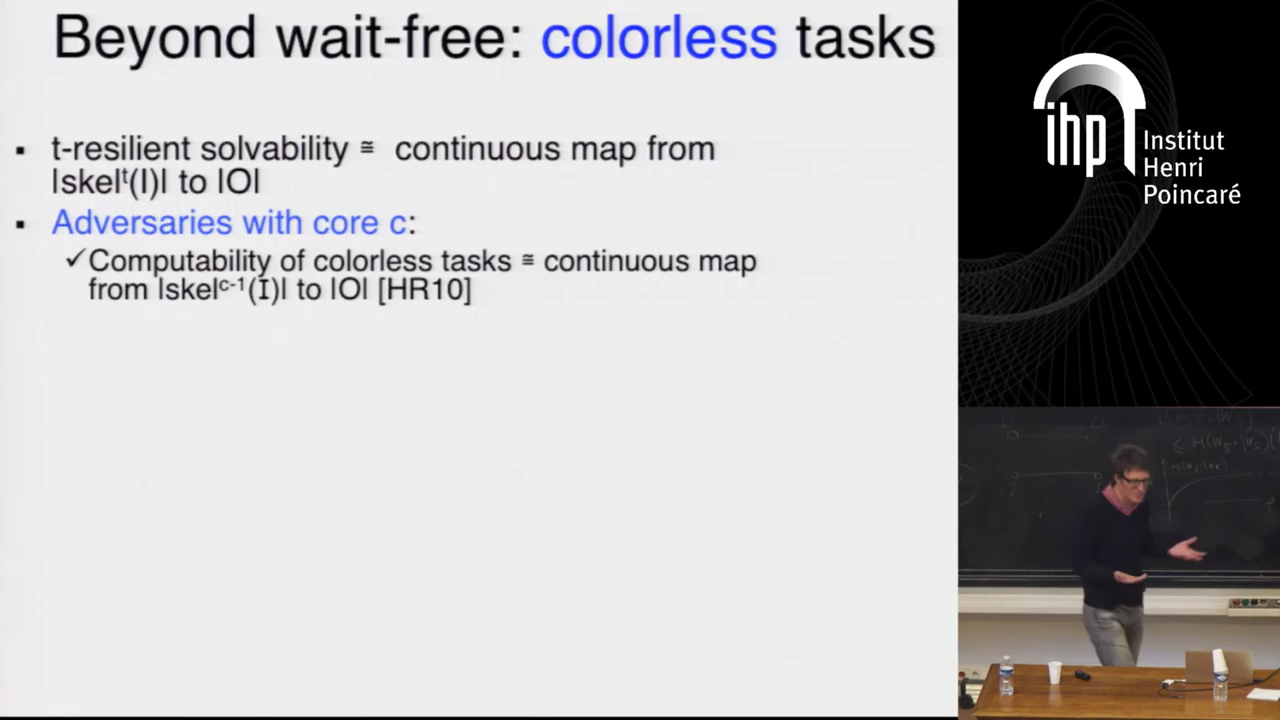 Beyond wait-free: colorless tasks
▪ t-resilient solvability ≅ continuous map from
|skelᵗ(I)| to |O|
▪ Adversaries with core c:
✓Computability of colorless tasks ≅ continuous map
from |skelᶜ⁻¹(I)| to |O| [HR10]
ihp
Institut
Henri
Poincaré